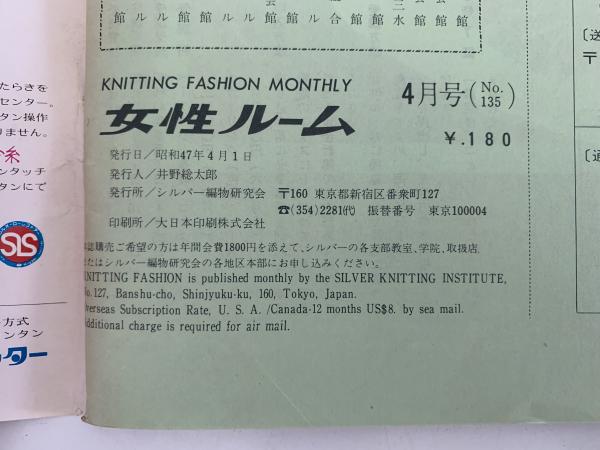 館 ル ル 館 館 ル 館 館 ル 合 館 館 水 館 館 館
三
〔送
〒
KNITTING FASHION MONTHLY
4月号(No.135)
女性ルーム
¥.180
発行日/昭和47年4月1日
発行人/井野総太郎
発行所/シルバー編物研究会 〒160 東京都新宿区番衆町127
☎(354)2281㈹ 振替番号 東京100004
印刷所/大日本印刷株式会社
誌購売ご希望の方は年間会費1800円を添えて、シルバーの各支部教室、学院、取扱店
たはシルバー編物研究会の各地区本部にお申し込みください。
KNITTING FASHION is published monthly by the SILVER KNITTING INSTITUTE,
No.127, Banshu-cho, Shinjyuku-ku, 160, Tokyo, Japan.
Overseas Subscription Rate, U. S. A. /Canada-12 months US$8. by sea mail.
Additional charge is required for air mail.
たらきを
センター。
タン操作
りません。
糸
ンタッチ
タンにて
SLS
方式
ンタン
ター
〔通